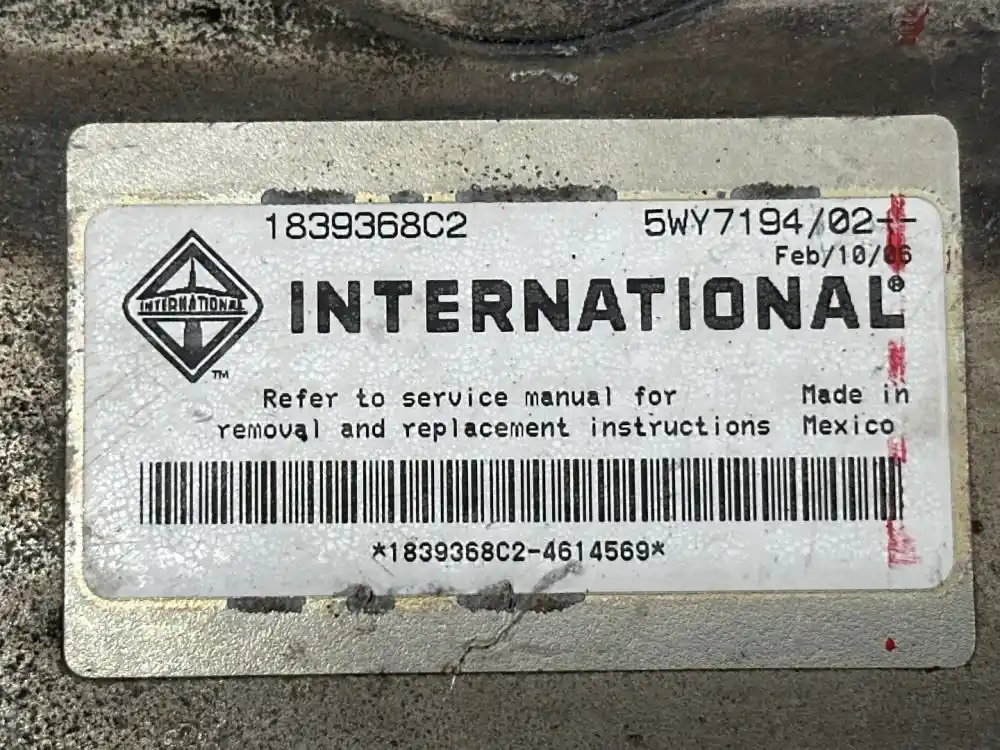 1839368C2 5WY7194/02--
Feb/10/06
INTERNATIONAL
INTERNATIONAL®
™
Refer to service manual for Made in
removal and replacement instructions Mexico
*1839368C2-4614569*